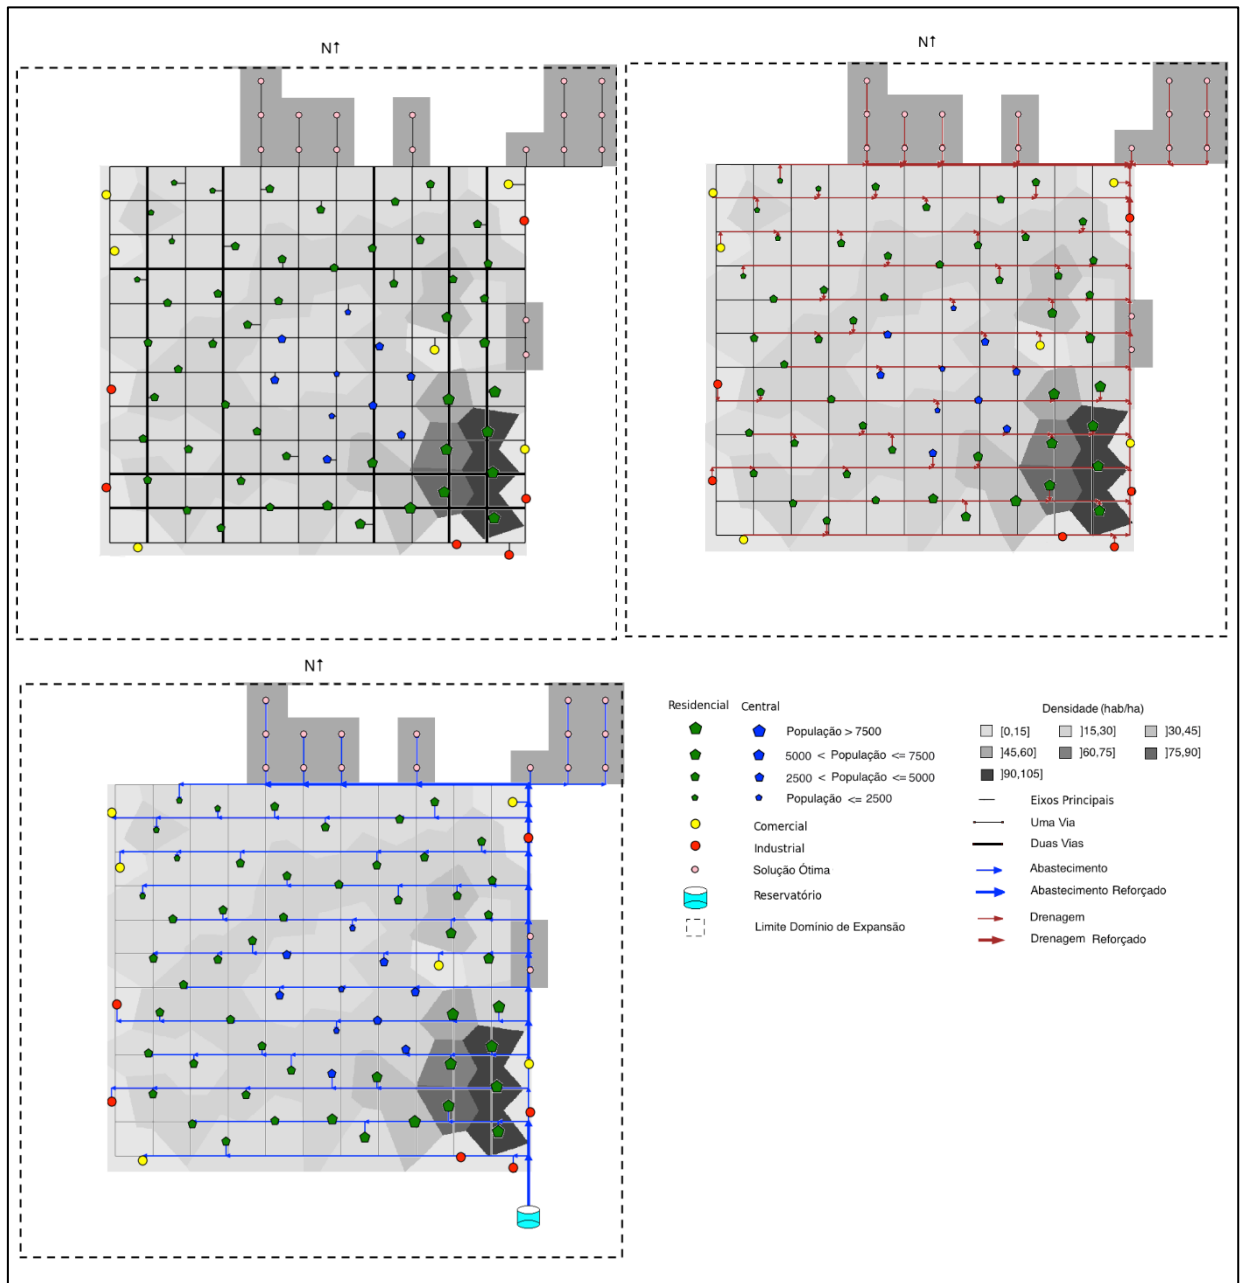 N↑
N↑
N↑
Residencial
Central
População > 7500
5000 < População <= 7500
2500 < População <= 5000
População <= 2500
Comercial
Industrial
Solução Ótima
Reservatório
Limite Domínio de Expansão
Densidade (hab/ha)
[0,15] ]15,30] ]30,45]
]45,60] ]60,75] ]75,90]
]90,105]
Eixos Principais
Uma Via
Duas Vias
Abastecimento
Abastecimento Reforçado
Drenagem
Drenagem Reforçado